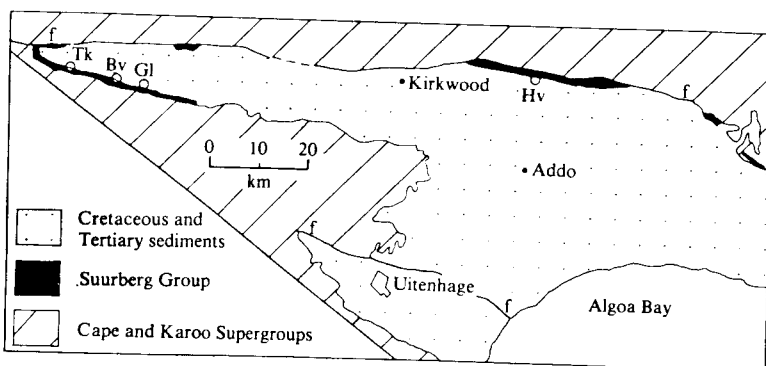 f
Tk
Bv
Gl
Kirkwood
Hv
f
0 10 20
km
Addo
f
Cretaceous and
Tertiary sediments
.Suurberg Group
Uitenhage
f
Algoa Bay
Cape and Karoo Supergroups